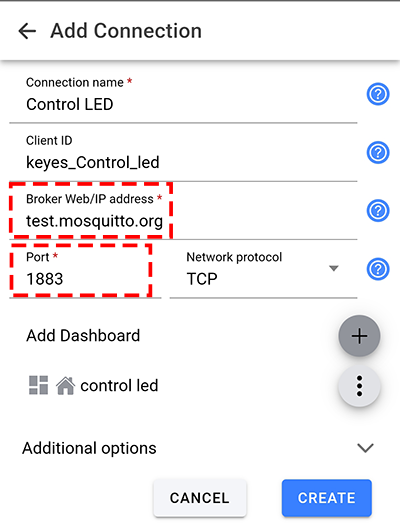 Add Connection
Connection name *
Control LED
Client ID
keyes_Control_led
Broker Web/IP address *
test.mosquitto.org
Port *
1883
Network protocol
TCP
Add Dashboard
control led
Additional options
CANCEL
CREATE